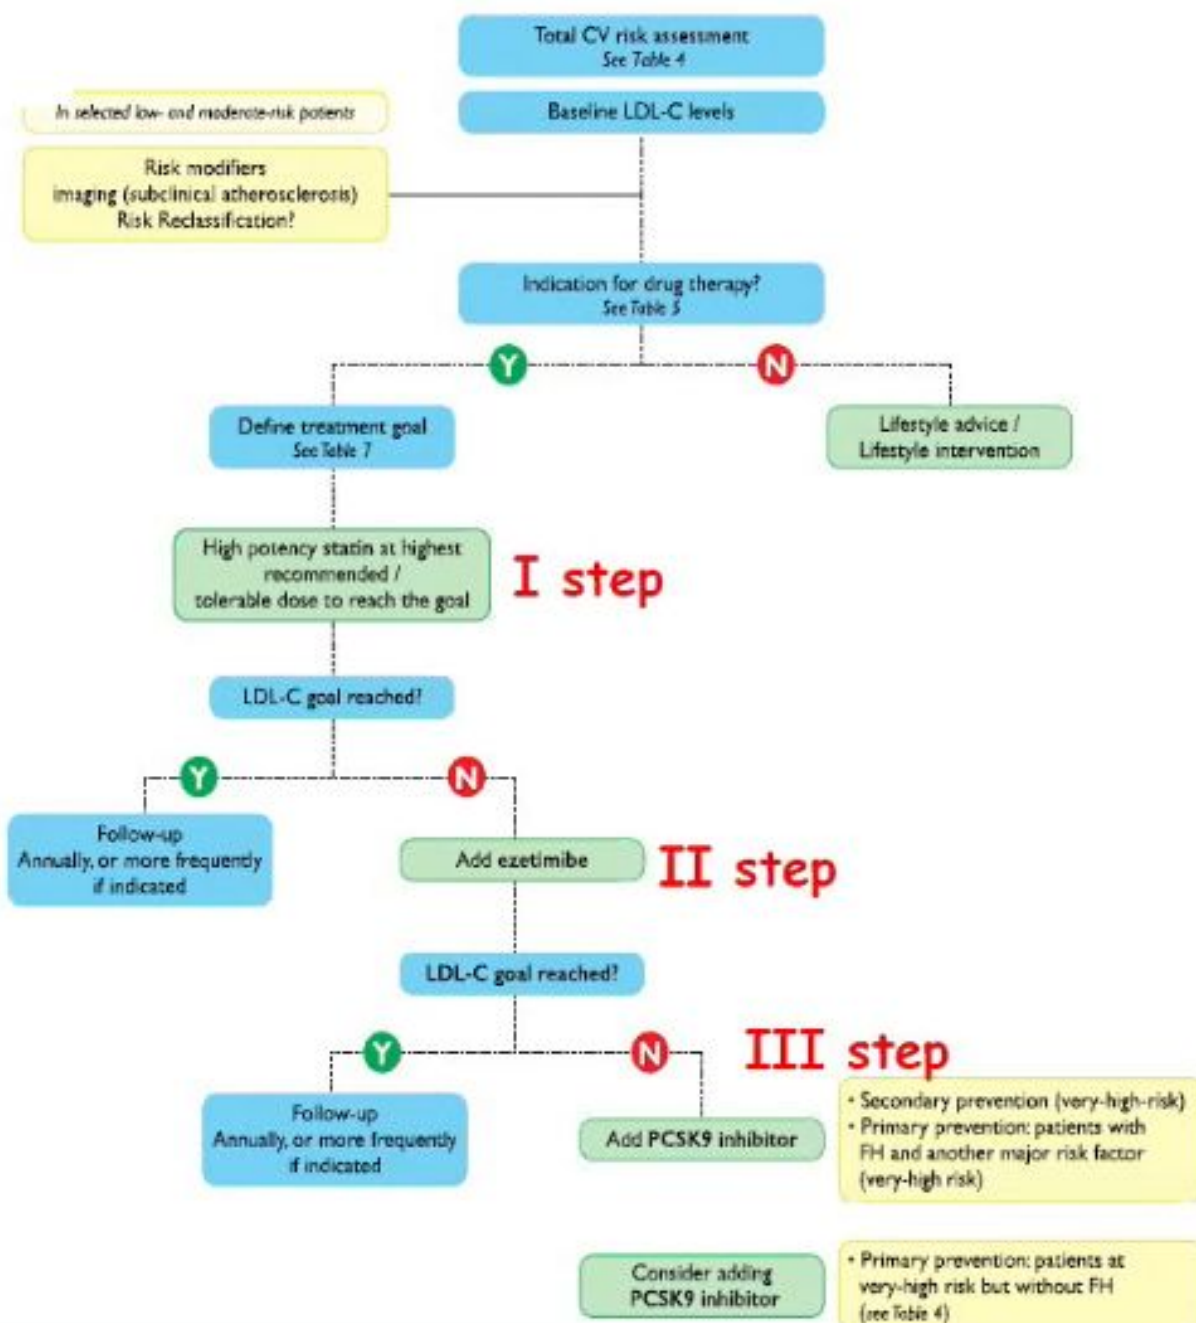 Total CV risk assessment
See Table 4
In selected low- and moderate-risk patients
Baseline LDL-C levels
Risk modifiers
imaging (subclinical atherosclerosis)
Risk Reclassification?
Indication for drug therapy?
See Table 5
Y
N
Define treatment goal
See Table 7
Lifestyle advice /
Lifestyle intervention
High potency statin at highest
recommended /
tolerable dose to reach the goal
I step
LDL-C goal reached?
Y
N
Follow-up
Annually, or more frequently
if indicated
Add ezetimibe
II step
LDL-C goal reached?
Y
N
III step
Follow-up
Annually, or more frequently
if indicated
Add PCSK9 inhibitor
• Secondary prevention (very-high-risk)
• Primary prevention: patients with
FH and another major risk factor
(very-high risk)
Consider adding
PCSK9 inhibitor
• Primary prevention: patients at
very-high risk but without FH
(see Table 4)